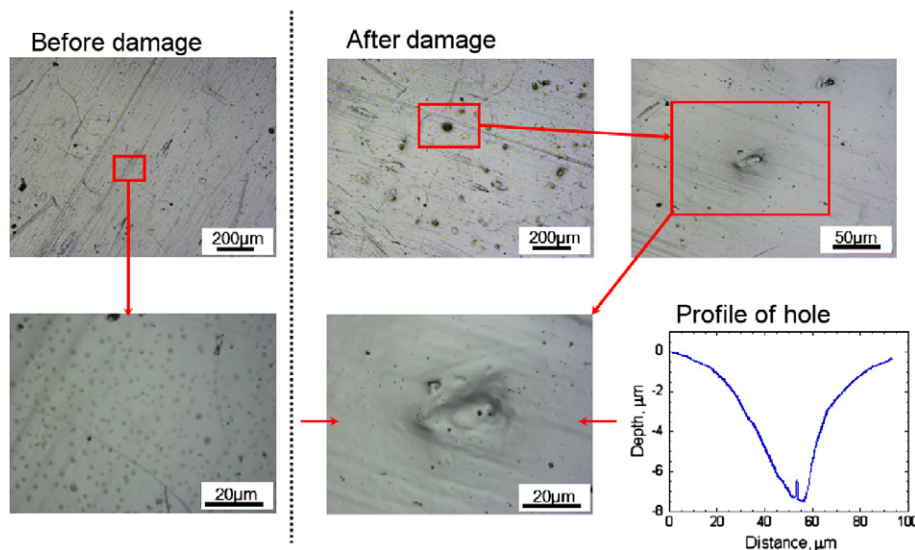 Before damage
After damage
200μm
200μm
50μm
20μm
20μm
Profile of hole
0
-2
-4
-6
-8
Depth, μm
0
20
40
60
80
100
Distance, μm